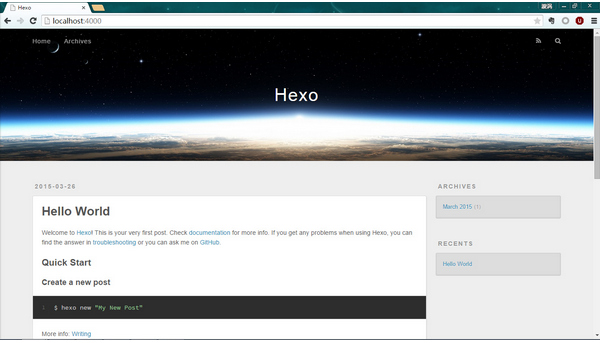 Hexo
localhost:4000
Home Archives
Hexo
2015-03-26
Hello World
Welcome to Hexo! This is your very first post. Check documentation for more info. If you get any problems when using Hexo, you can
find the answer in troubleshooting or you can ask me on GitHub.
Quick Start
Create a new post
1 $ hexo new "My New Post"
More info: Writing
ARCHIVES
March 2015 (1)
RECENTS
Hello World